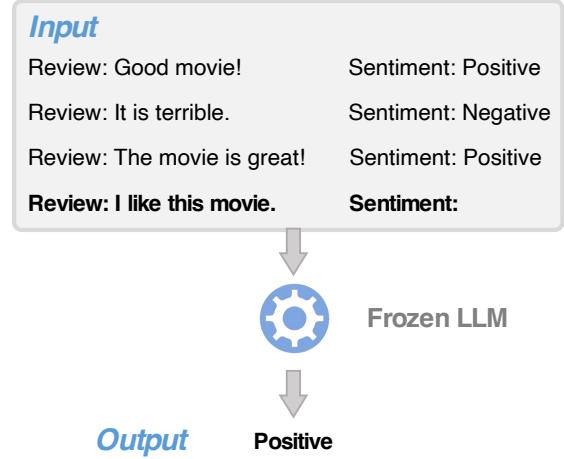 Input
Review: Good movie! Sentiment: Positive
Review: It is terrible. Sentiment: Negative
Review: The movie is great! Sentiment: Positive
Review: I like this movie. Sentiment:
Frozen LLM
Output Positive